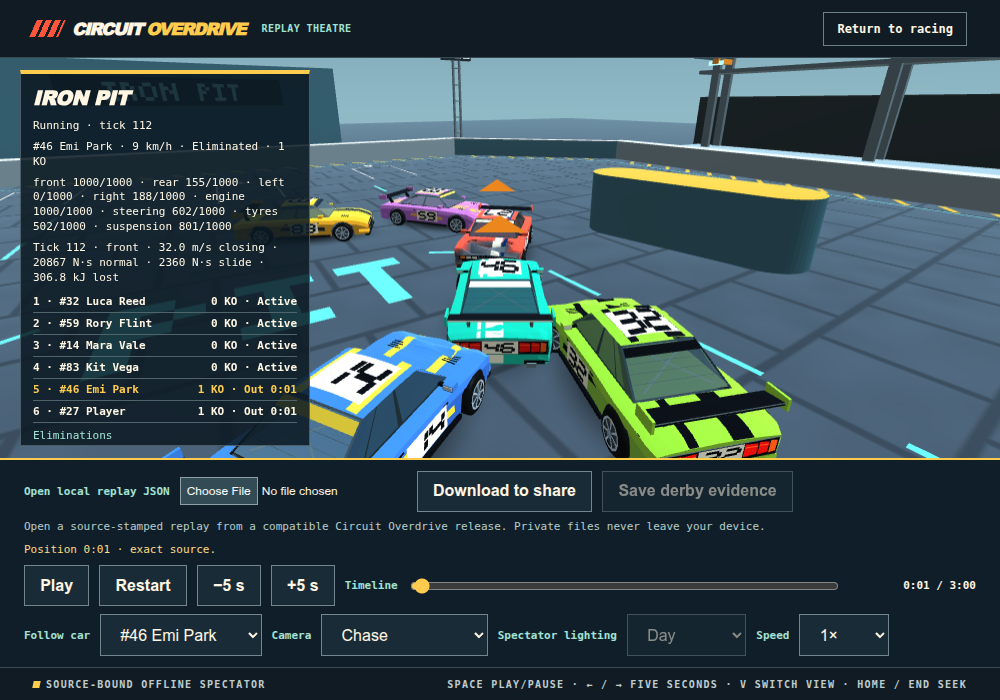 CIRCUIT OVERDRIVE REPLAY THEATRE Return to racing
IRON PIT
IRON PIT
Running · tick 112
#46 Emi Park · 9 km/h · Eliminated · 1
KO
front 1000/1000 · rear 155/1000 · left
0/1000 · right 188/1000 · engine
1000/1000 · steering 602/1000 · tyres
502/1000 · suspension 801/1000
Tick 112 · front · 32.0 m/s closing ·
20867 N·s normal · 2360 N·s slide ·
306.8 kJ lost
1 · #32 Luca Reed 0 KO · Active
2 · #59 Rory Flint 0 KO · Active
3 · #14 Mara Vale 0 KO · Active
4 · #83 Kit Vega 0 KO · Active
5 · #46 Emi Park 1 KO · Out 0:01
6 · #27 Player 1 KO · Out 0:01
Eliminations
83
59
46
46
14
Open local replay JSON Choose File No file chosen Download to share Save derby evidence
Open a source-stamped replay from a compatible Circuit Overdrive release. Private files never leave your device.
Position 0:01 · exact source.
Play Restart −5 s +5 s Timeline 0:01 / 3:00
Follow car #46 Emi Park Camera Chase Spectator lighting Day Speed 1×
SOURCE-BOUND OFFLINE SPECTATOR SPACE PLAY/PAUSE · ← / → FIVE SECONDS · V SWITCH VIEW · HOME / END SEEK